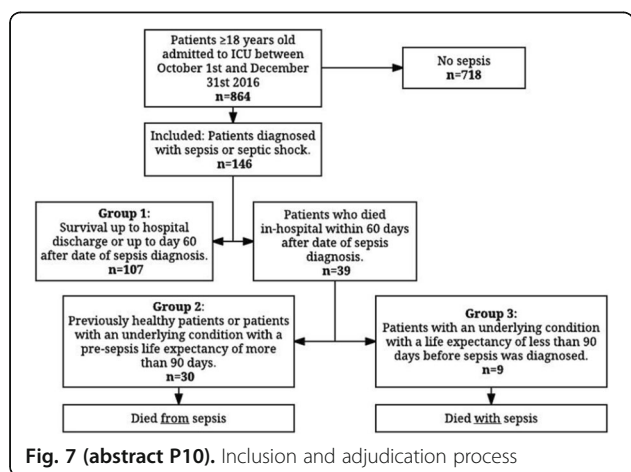 Patients ≥18 years old
admitted to ICU between
October 1st and December
31st 2016
n=864
No sepsis
n=718
Included: Patients diagnosed
with sepsis or septic shock.
n=146
Group 1:
Survival up to hospital
discharge or up to day 60
after date of sepsis diagnosis.
n=107
Patients who died
in-hospital within 60 days
after date of sepsis
diagnosis.
n=39
Group 2:
Previously healthy patients or patients
with an underlying condition with a
pre-sepsis life expectancy of more
than 90 days.
n=30
Group 3:
Patients with an underlying condition
with a life expectancy of less than 90
days before sepsis was diagnosed.
n=9
Died from sepsis
Died with sepsis
Fig. 7 (abstract P10). Inclusion and adjudication process